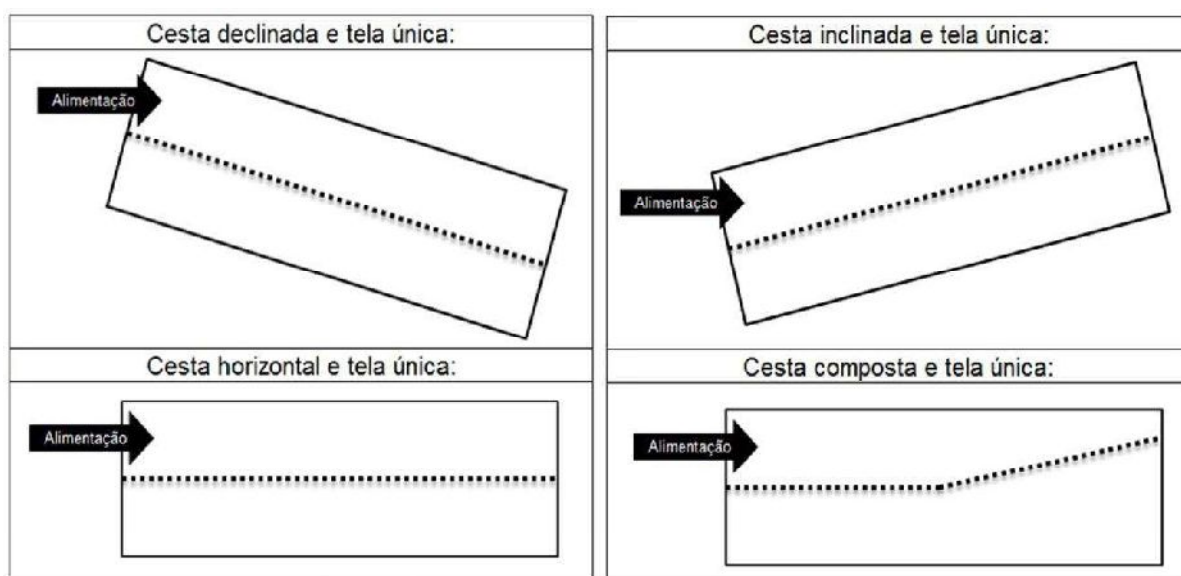 Cesta declinada e tela única:
Alimentação
Cesta inclinada e tela única:
Alimentação
Cesta horizontal e tela única:
Alimentação
Cesta composta e tela única:
Alimentação